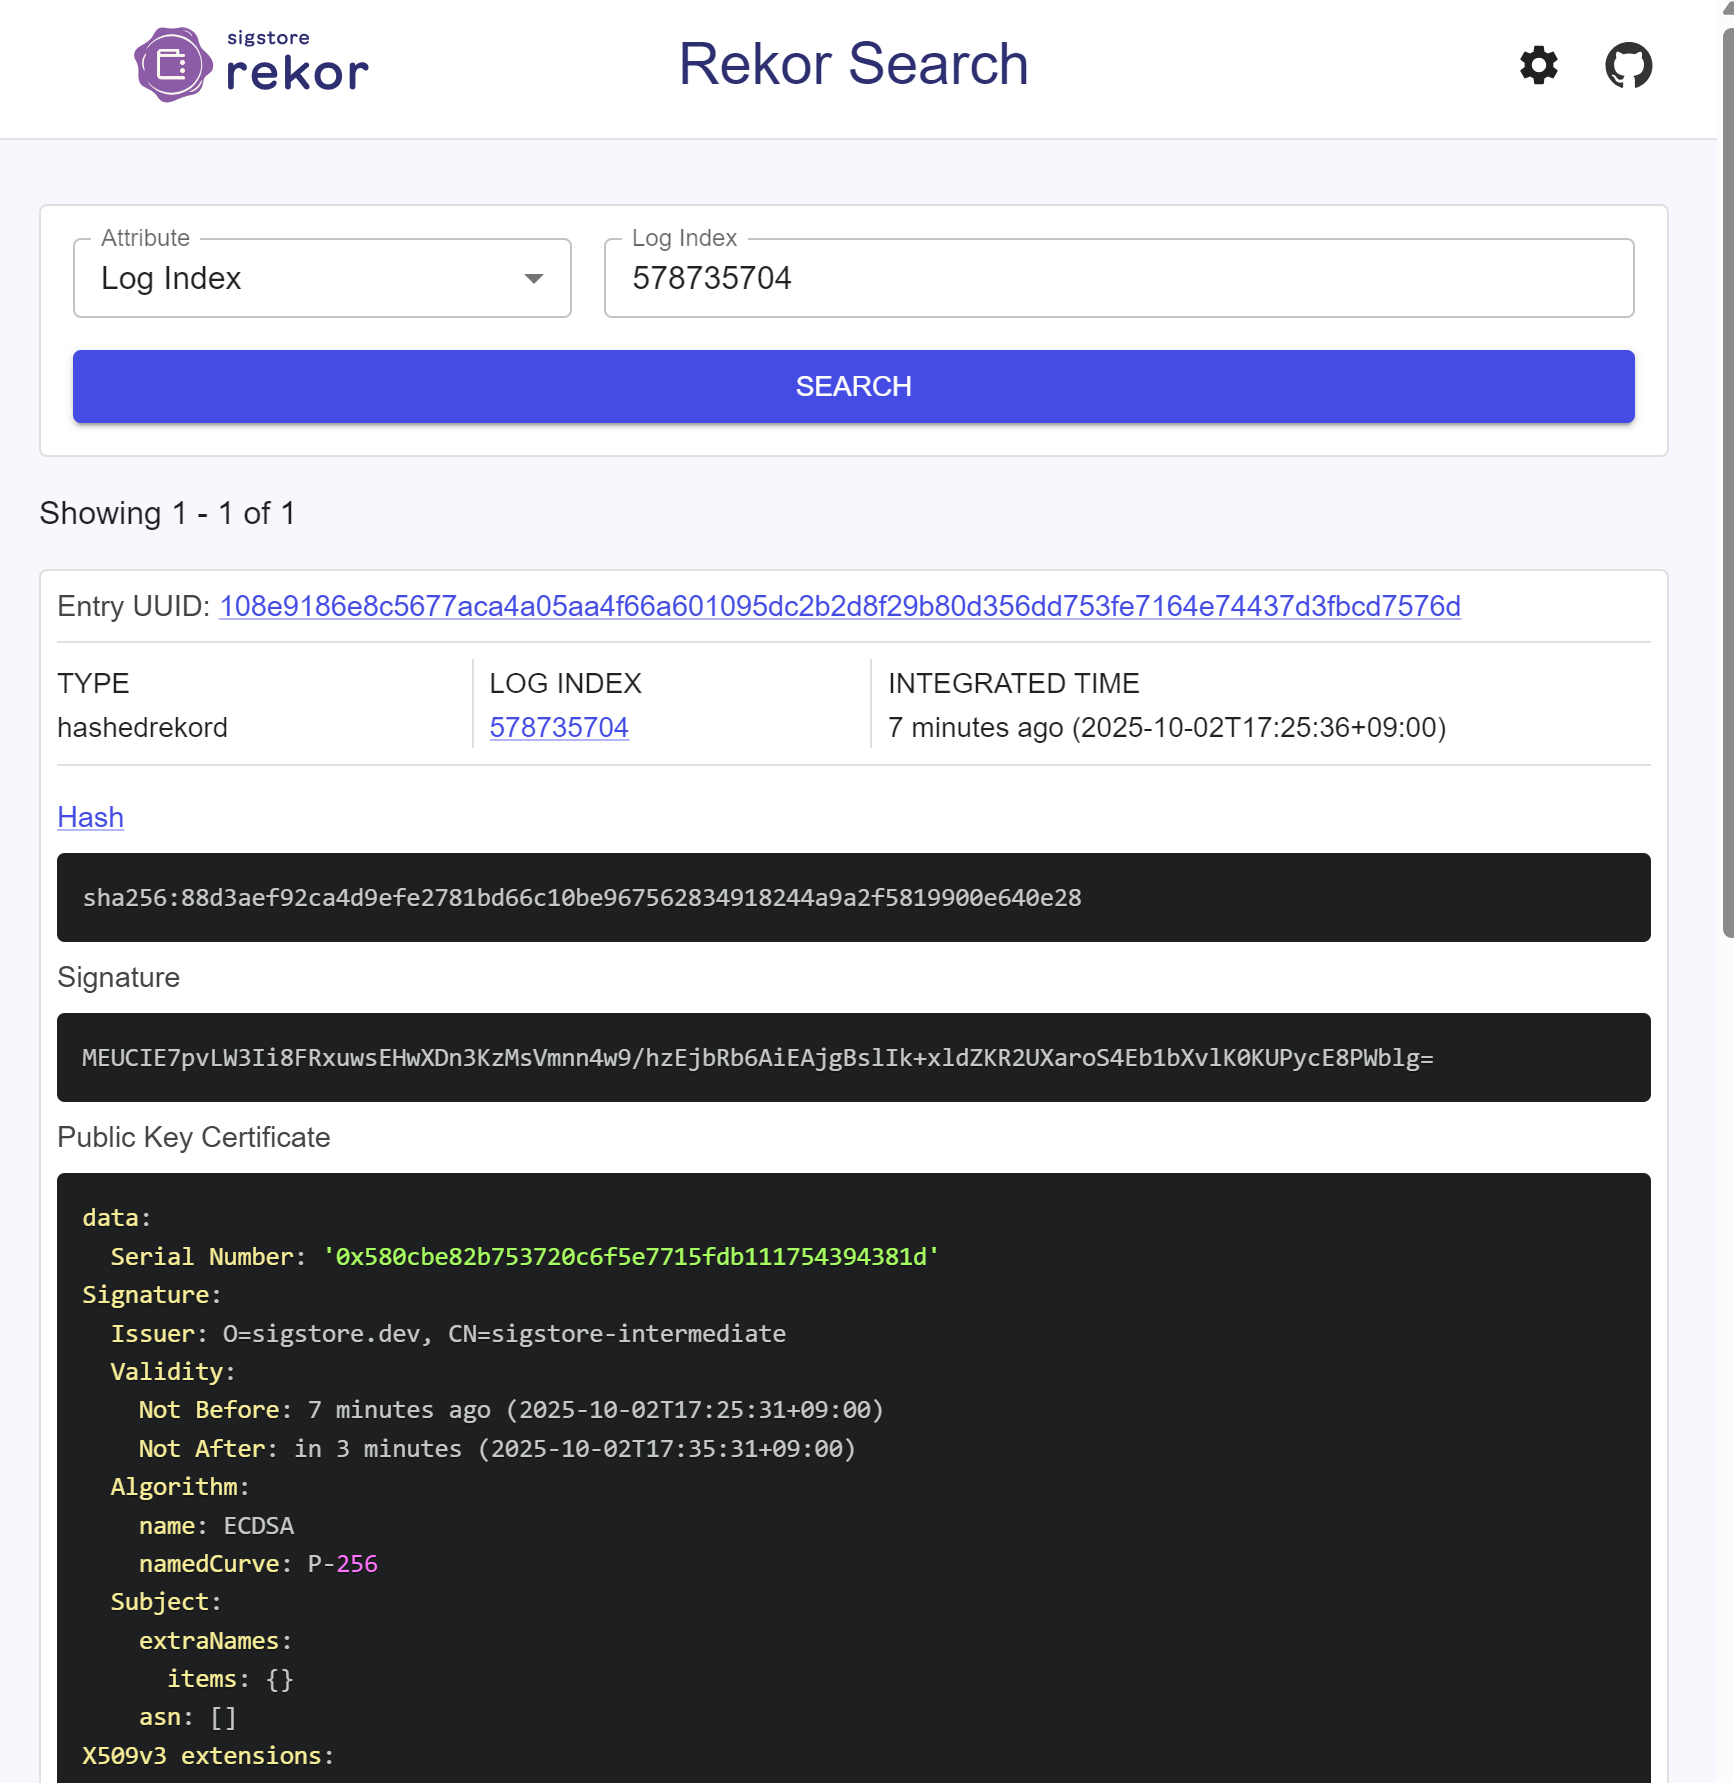 sigstore
rekor
Rekor Search
Attribute
Log Index
Log Index
578735704
SEARCH
Showing 1 - 1 of 1
Entry UUID: 108e9186e8c5677aca4a05aa4f66a601095dc2b2d8f29b80d356dd753fe7164e74437d3fbcd7576d
TYPE
hashedrekord
LOG INDEX
578735704
INTEGRATED TIME
7 minutes ago (2025-10-02T17:25:36+09:00)
Hash
sha256:88d3aef92ca4d9efe2781bd66c10be967562834918244a9a2f5819900e640e28
Signature
MEUCIE7pvLW3Ii8FRxuwsEHwXDn3KzMsVmnn4w9/hzEjbRb6AiEAjgBslIk+xldZKR2UXaroS4Eb1bXvlK0KUPycE8PWblg=
Public Key Certificate
data:
Serial Number: '0x580cbe82b753720c6f5e7715fdb111754394381d'
Signature:
Issuer: O=sigstore.dev, CN=sigstore-intermediate
Validity:
Not Before: 7 minutes ago (2025-10-02T17:25:31+09:00)
Not After: in 3 minutes (2025-10-02T17:35:31+09:00)
Algorithm:
name: ECDSA
namedCurve: P-256
Subject:
extraNames:
items: {}
asn: []
X509v3 extensions: